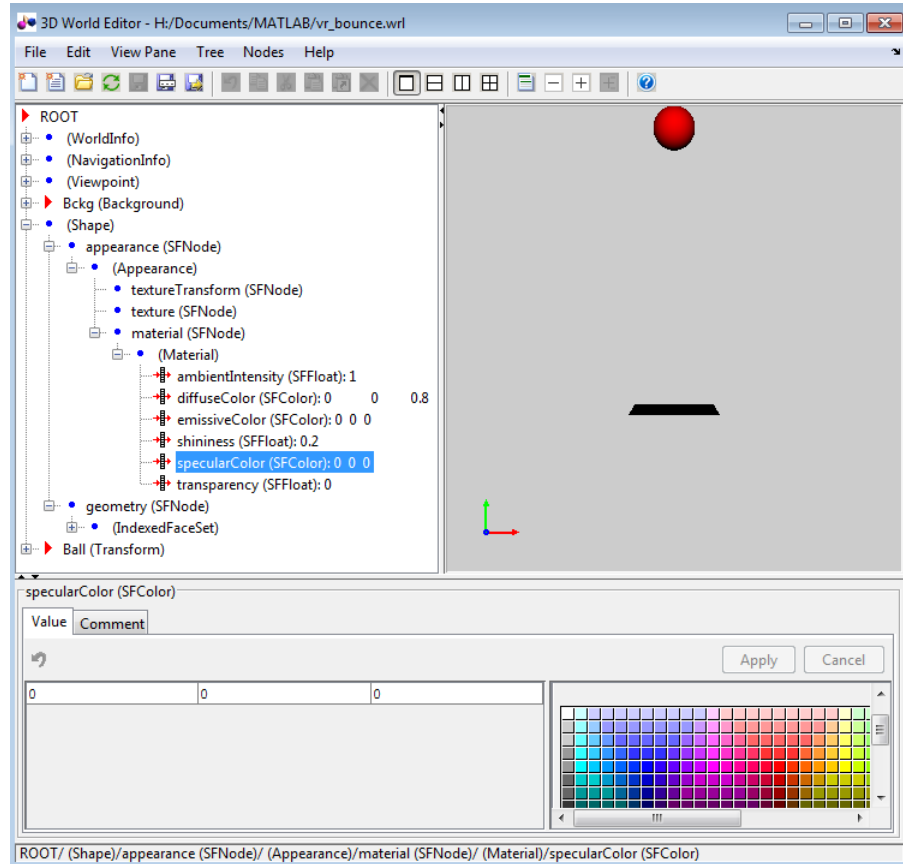 3D World Editor - H:/Documents/MATLAB/vr_bounce.wrl
File Edit View Pane Tree Nodes Help
ROOT
(WorldInfo)
(NavigationInfo)
(Viewpoint)
Bckg (Background)
(Shape)
appearance (SFNode)
(Appearance)
textureTransform (SFNode)
texture (SFNode)
material (SFNode)
(Material)
ambientIntensity (SFFloat): 1
diffuseColor (SFColor): 0 0 0.8
emissiveColor (SFColor): 0 0 0
shininess (SFFloat): 0.2
specularColor (SFColor): 0 0 0
transparency (SFFloat): 0
geometry (SFNode)
(IndexedFaceSet)
Ball (Transform)
specularColor (SFColor)
Value Comment
Apply Cancel
0 0 0
ROOT/ (Shape)/appearance (SFNode)/ (Appearance)/material (SFNode)/ (Material)/specularColor (SFColor)